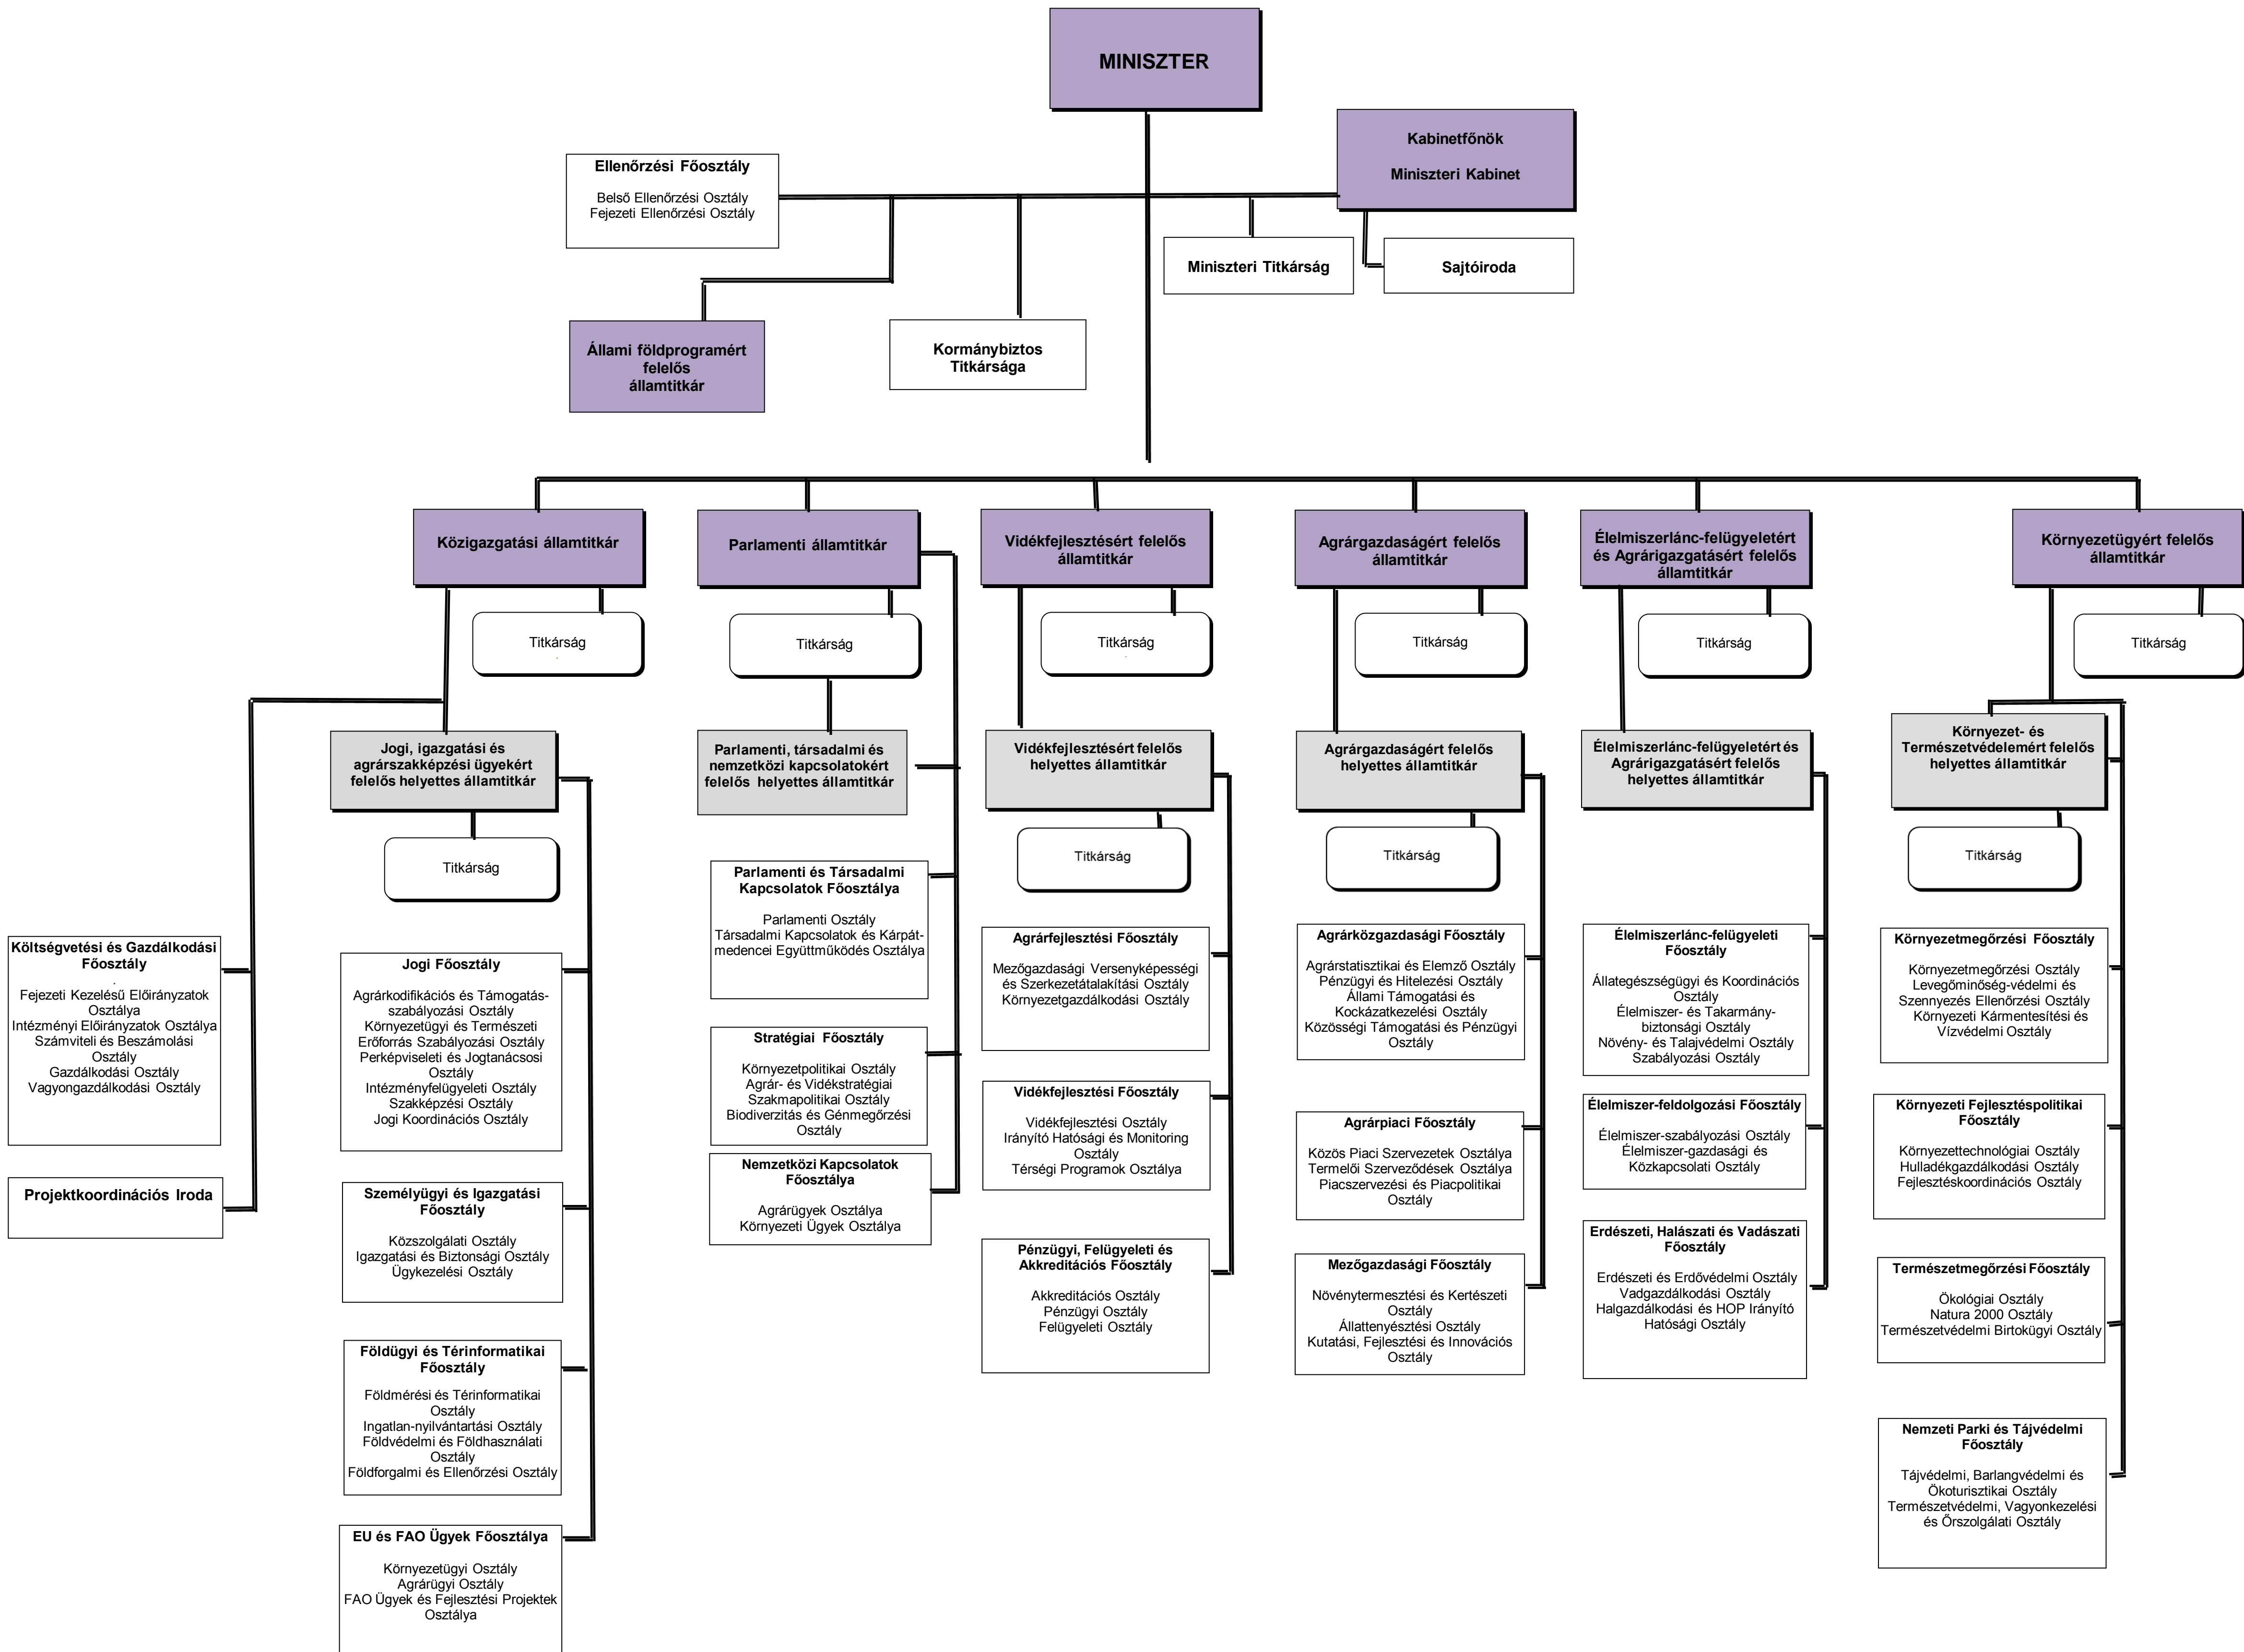 MINISZTER
Kabinetfőnök
Miniszteri Kabinet
Ellenőrzési Főosztály
Belső Ellenőrzési Osztály
Fejezeti Ellenőrzési Osztály
Miniszteri Titkárság
Sajtóiroda
Állami földprogramért
felelős
államtitkár
Kormánybiztos
Titkársága
Közigazgatási államtitkár
Titkárság
Parlamenti államtitkár
Titkárság
Vidékfejlesztésért felelős
államtitkár
Titkárság
Agrárgazdaságért felelős
államtitkár
Titkárság
Élelmiszerlánc-felügyeletért
és Agrárigazgatásért felelős
államtitkár
Titkárság
Környezetügyért felelős
államtitkár
Titkárság
Költségvetési és Gazdálkodási
Főosztály
Fejezeti Kezelésű Előirányzatok
Osztálya
Intézményi Előirányzatok Osztálya
Számviteli és Beszámolási
Osztály
Gazdálkodási Osztály
Vagyongazdálkodási Osztály
Projektkoordinációs Iroda
Jogi, igazgatási és
agrárszakképzési ügyekért
felelős helyettes államtitkár
Titkárság
Jogi Főosztály
Agrárkodifikációs és Támogatás-
szabályozási Osztály
Környezetügyi és Természeti
Erőforrás Szabályozási Osztály
Perképviseleti és Jogtanácsosi
Osztály
Intézményfelügyeleti Osztály
Szakképzési Osztály
Jogi Koordinációs Osztály
Személyügyi és Igazgatási
Főosztály
Közszolgálati Osztály
Igazgatási és Biztonsági Osztály
Ügykezelési Osztály
Földügyi és Térinformatikai
Főosztály
Földmérési és Térinformatikai
Osztály
Ingatlan-nyilvántartási Osztály
Földvédelmi és Földhasználati
Osztály
Földforgalmi és Ellenőrzési Osztály
EU és FAO Ügyek Főosztálya
Környezetügyi Osztály
Agrárügyi Osztály
FAO Ügyek és Fejlesztési Projektek
Osztálya
Parlamenti, társadalmi és
nemzetközi kapcsolatokért
felelős helyettes államtitkár
Parlamenti és Társadalmi
Kapcsolatok Főosztálya
Parlamenti Osztály
Társadalmi Kapcsolatok és Kárpát-
medencei Együttműködés Osztálya
Stratégiai Főosztály
Környezetpolitikai Osztály
Agrár- és Vidékstratégiai
Szakmapolitikai Osztály
Biodiverzitás és Génmegőrzési
Osztály
Nemzetközi Kapcsolatok
Főosztálya
Agrárügyek Osztálya
Környezeti Ügyek Osztálya
Vidékfejlesztésért felelős
helyettes államtitkár
Titkárság
Agrárfejlesztési Főosztály
Mezőgazdasági Versenyképességi
és Szerkezetátalakítási Osztály
Környezetgazdálkodási Osztály
Vidékfejlesztési Főosztály
Vidékfejlesztési Osztály
Irányító Hatósági és Monitoring
Osztály
Térségi Programok Osztálya
Pénzügyi, Felügyeleti és
Akkreditációs Főosztály
Akkreditációs Osztály
Pénzügyi Osztály
Felügyeleti Osztály
Agrárgazdaságért felelős
helyettes államtitkár
Titkárság
Agrárközgazdasági Főosztály
Agrárstatisztikai és Elemző Osztály
Pénzügyi és Hitelezési Osztály
Állami Támogatási és
Kockázatkezelési Osztály
Közösségi Támogatási és Pénzügyi
Osztály
Agrárpiaci Főosztály
Közös Piaci Szervezetek Osztálya
Termelői Szerveződések Osztálya
Piacszervezési és Piacpolitikai
Osztály
Mezőgazdasági Főosztály
Növénytermesztési és Kertészeti
Osztály
Állattenyésztési Osztály
Kutatási, Fejlesztési és Innovációs
Osztály
Élelmiszerlánc-felügyeletért és
Agrárigazgatásért felelős
helyettes államtitkár
Élelmiszerlánc-felügyeleti
Főosztály
Állategészségügyi és Koordinációs
Osztály
Élelmiszer- és Takarmány-
biztonsági Osztály
Növény- és Talajvédelmi Osztály
Szabályozási Osztály
Élelmiszer-feldolgozási Főosztály
Élelmiszer-szabályozási Osztály
Élelmiszer-gazdasági és
Közkapcsolati Osztály
Erdészeti, Halászati és Vadászati
Főosztály
Erdészeti és Erdővédelmi Osztály
Vadgazdálkodási Osztály
Halgazdálkodási és HOP Irányító
Hatósági Osztály
Környezet- és
Természetvédelemért felelős
helyettes államtitkár
Titkárság
Környezetmegőrzési Főosztály
Környezetmegőrzési Osztály
Levegőminőség-védelmi és
Szennyezés Ellenőrzési Osztály
Környezeti Kármentesítési és
Vízvédelmi Osztály
Környezeti Fejlesztéspolitikai
Főosztály
Környezettechnológiai Osztály
Hulladékgazdálkodási Osztály
Fejlesztéskoordinációs Osztály
Természetmegőrzési Főosztály
Ökológiai Osztály
Natura 2000 Osztály
Természetvédelmi Birtokügyi Osztály
Nemzeti Parki és Tájvédelmi
Főosztály
Tájvédelmi, Barlangvédelmi és
Ökoturisztikai Osztály
Természetvédelmi, Vagyonkezelési
és Őrszolgálati Osztály